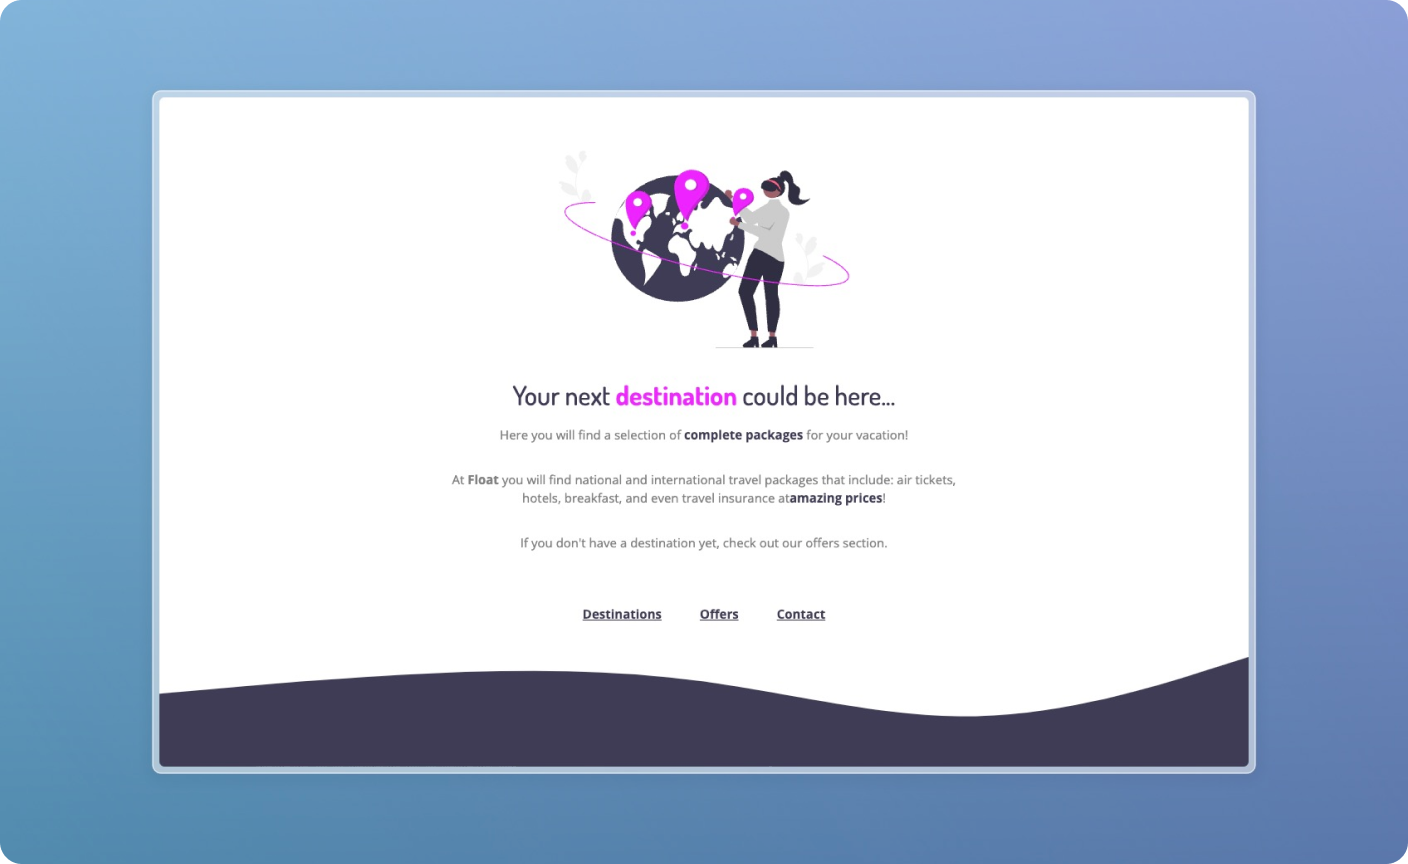 Your next destination could be here...
Here you will find a selection of complete packages for your vacation!
At Float you will find national and international travel packages that include: air tickets,
hotels, breakfast, and even travel insurance atamazing prices!
If you don't have a destination yet, check out our offers section.
Destinations Offers Contact